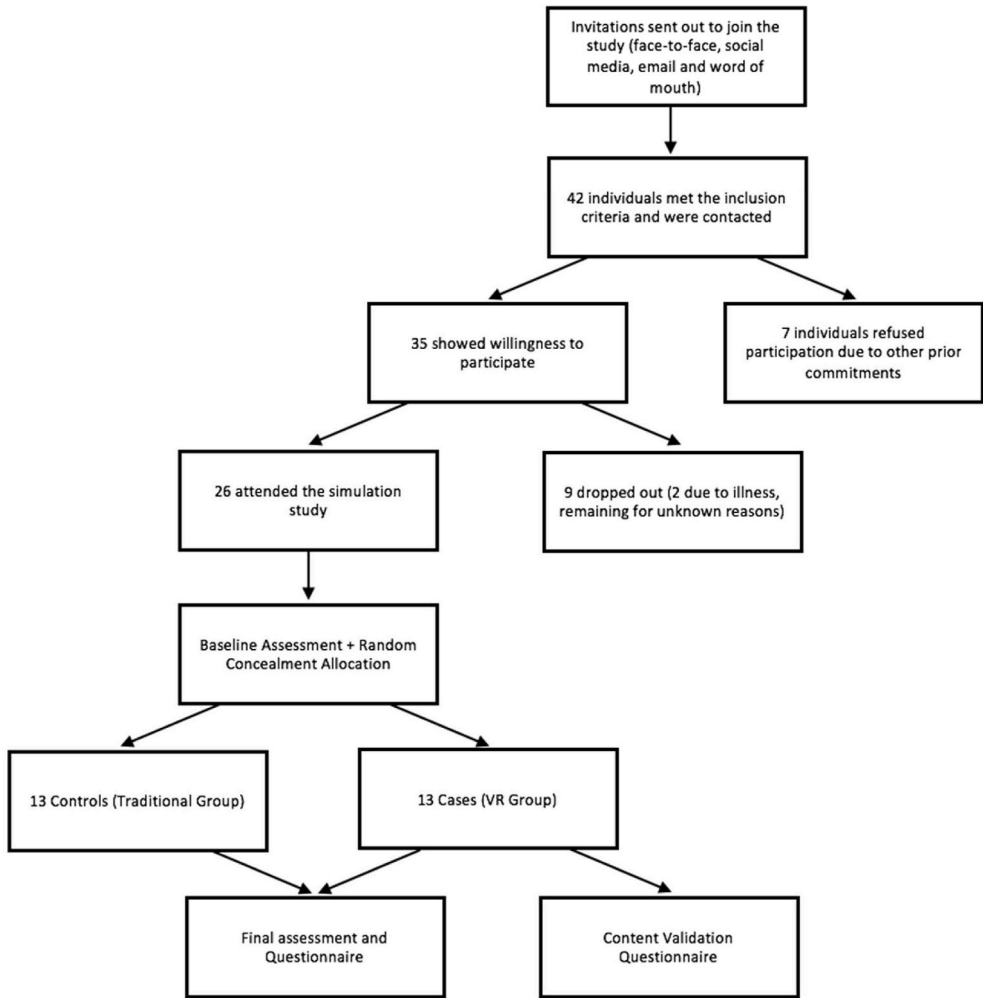 Invitations sent out to join the
study (face-to-face, social
media, email and word of
mouth)
42 individuals met the inclusion
criteria and were contacted
35 showed willingness to
participate
7 individuals refused
participation due to other prior
commitments
26 attended the simulation
study
9 dropped out (2 due to illness,
remaining for unknown reasons)
Baseline Assessment + Random
Concealment Allocation
13 Controls (Traditional Group)
13 Cases (VR Group)
Final assessment and
Questionnaire
Content Validation
Questionnaire